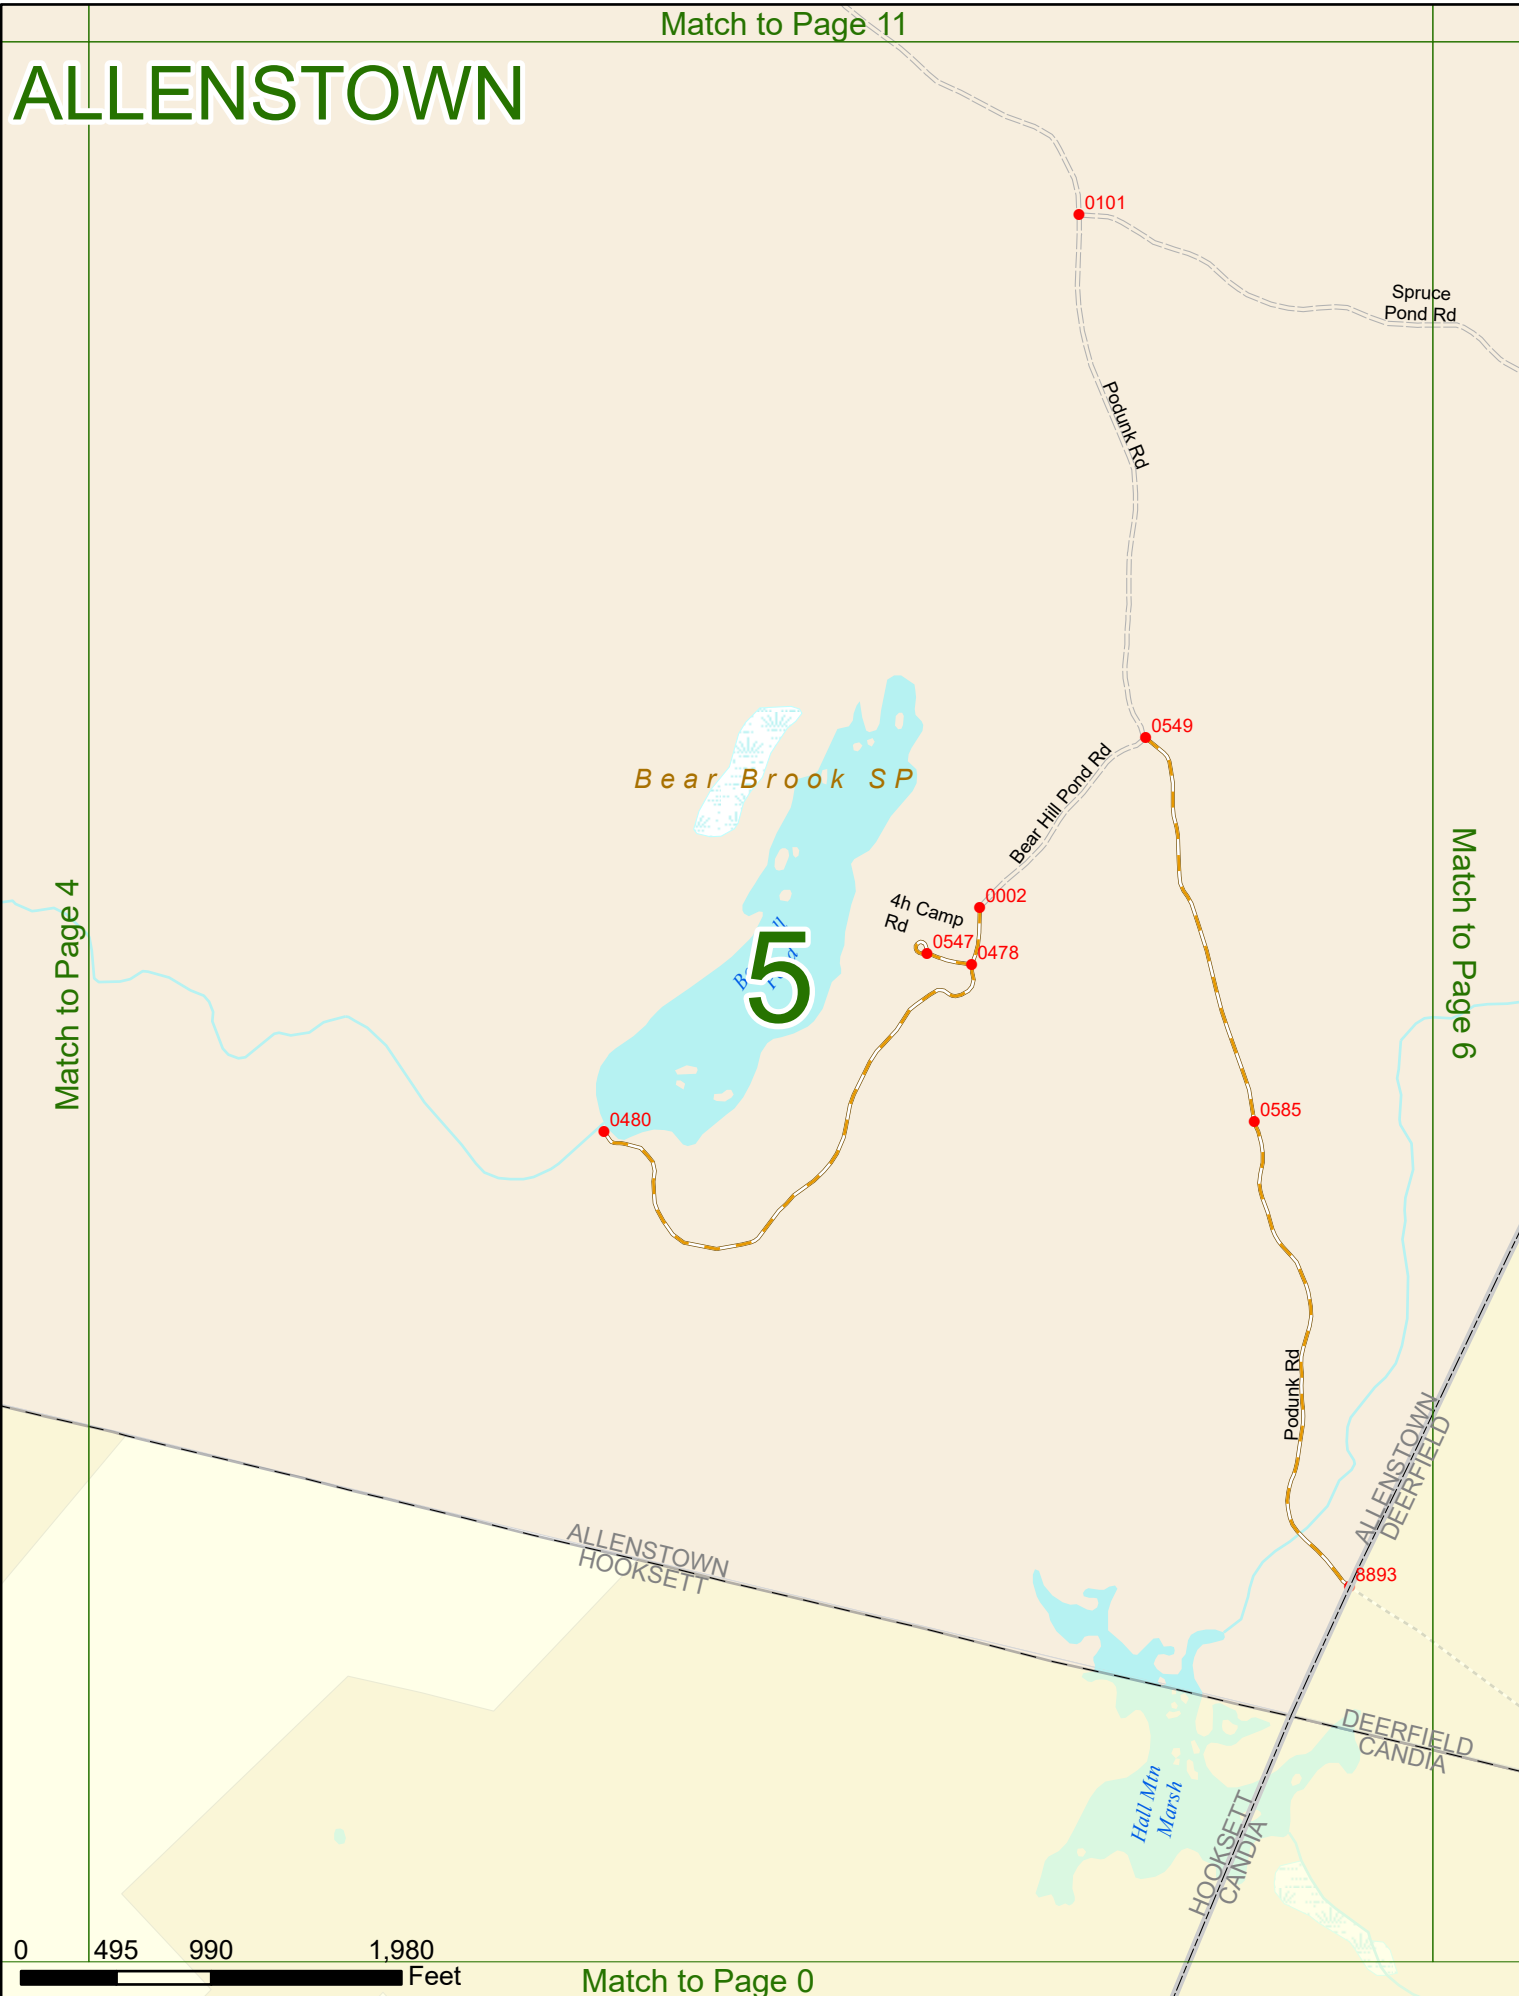 Match to Page 11
ALLENSTOWN
0101
Spruce
Pond Rd
Podunk Rd
0549
Bear Brook SP
Bear Hill Pond Rd
Match to Page 4
Match to Page 6
0002
4h Camp
Rd
0547
0478
5
0480
0585
Podunk Rd
ALLENSTOWN
DEERFIELD
ALLENSTOWN
HOOKSETT
8893
DEERFIELD
CANDIA
Hall Mtn
Marsh
HOOKSETT
CANDIA
0 495 990 1,980
Feet
Match to Page 0